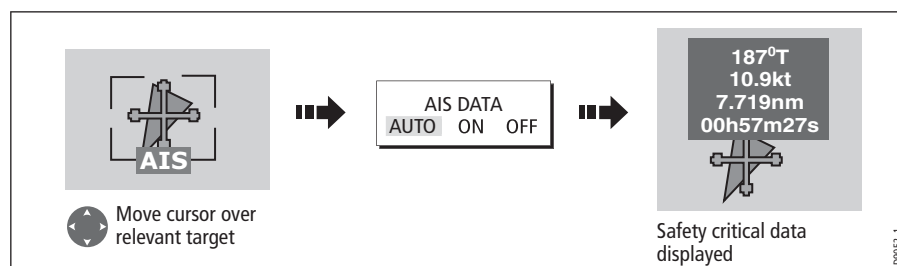 AIS
Move cursor over
relevant target
AIS DATA
AUTO ON OFF
187⁰T
10.9kt
7.719nm
00h57m27s
Safety critical data
displayed